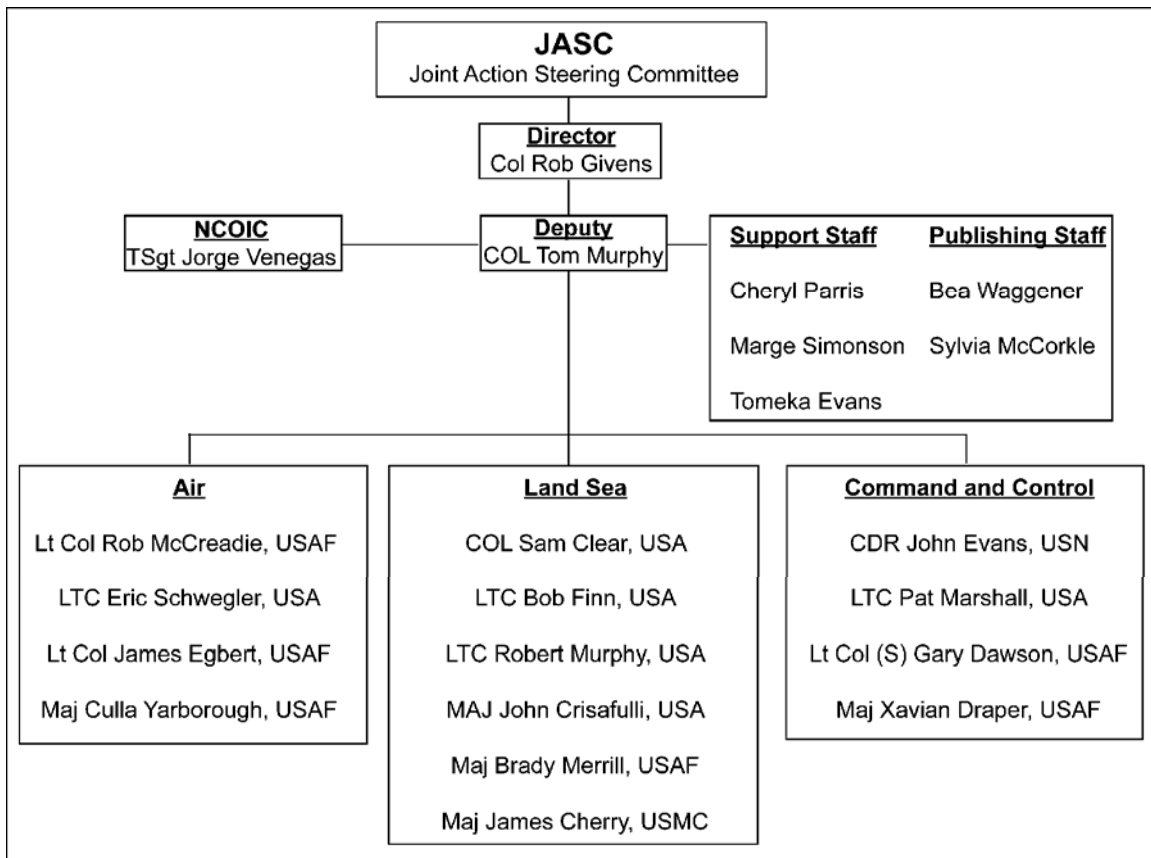 JASC
Joint Action Steering Committee
Director
Col Rob Givens
NCOIC
TSgt Jorge Venegas
Deputy
COL Tom Murphy
Support Staff Publishing Staff
Cheryl Parris Bea Waggener
Marge Simonson Sylvia McCorkle
Tomeka Evans
Air
Lt Col Rob McCreadie, USAF
LTC Eric Schwegler, USA
Lt Col James Egbert, USAF
Maj Culla Yarborough, USAF
Land Sea
COL Sam Clear, USA
LTC Bob Finn, USA
LTC Robert Murphy, USA
MAJ John Crisafulli, USA
Maj Brady Merrill, USAF
Maj James Cherry, USMC
Command and Control
CDR John Evans, USN
LTC Pat Marshall, USA
Lt Col (S) Gary Dawson, USAF
Maj Xavian Draper, USAF